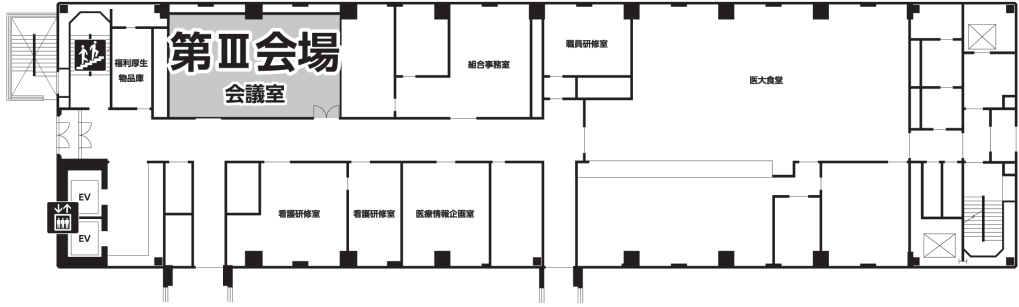 第Ⅲ会場
会議室
福利厚生
物品庫
組合事務室
職員研修室
医大食堂
EV
EV
看護研修室
看護研修室
医療情報企画室